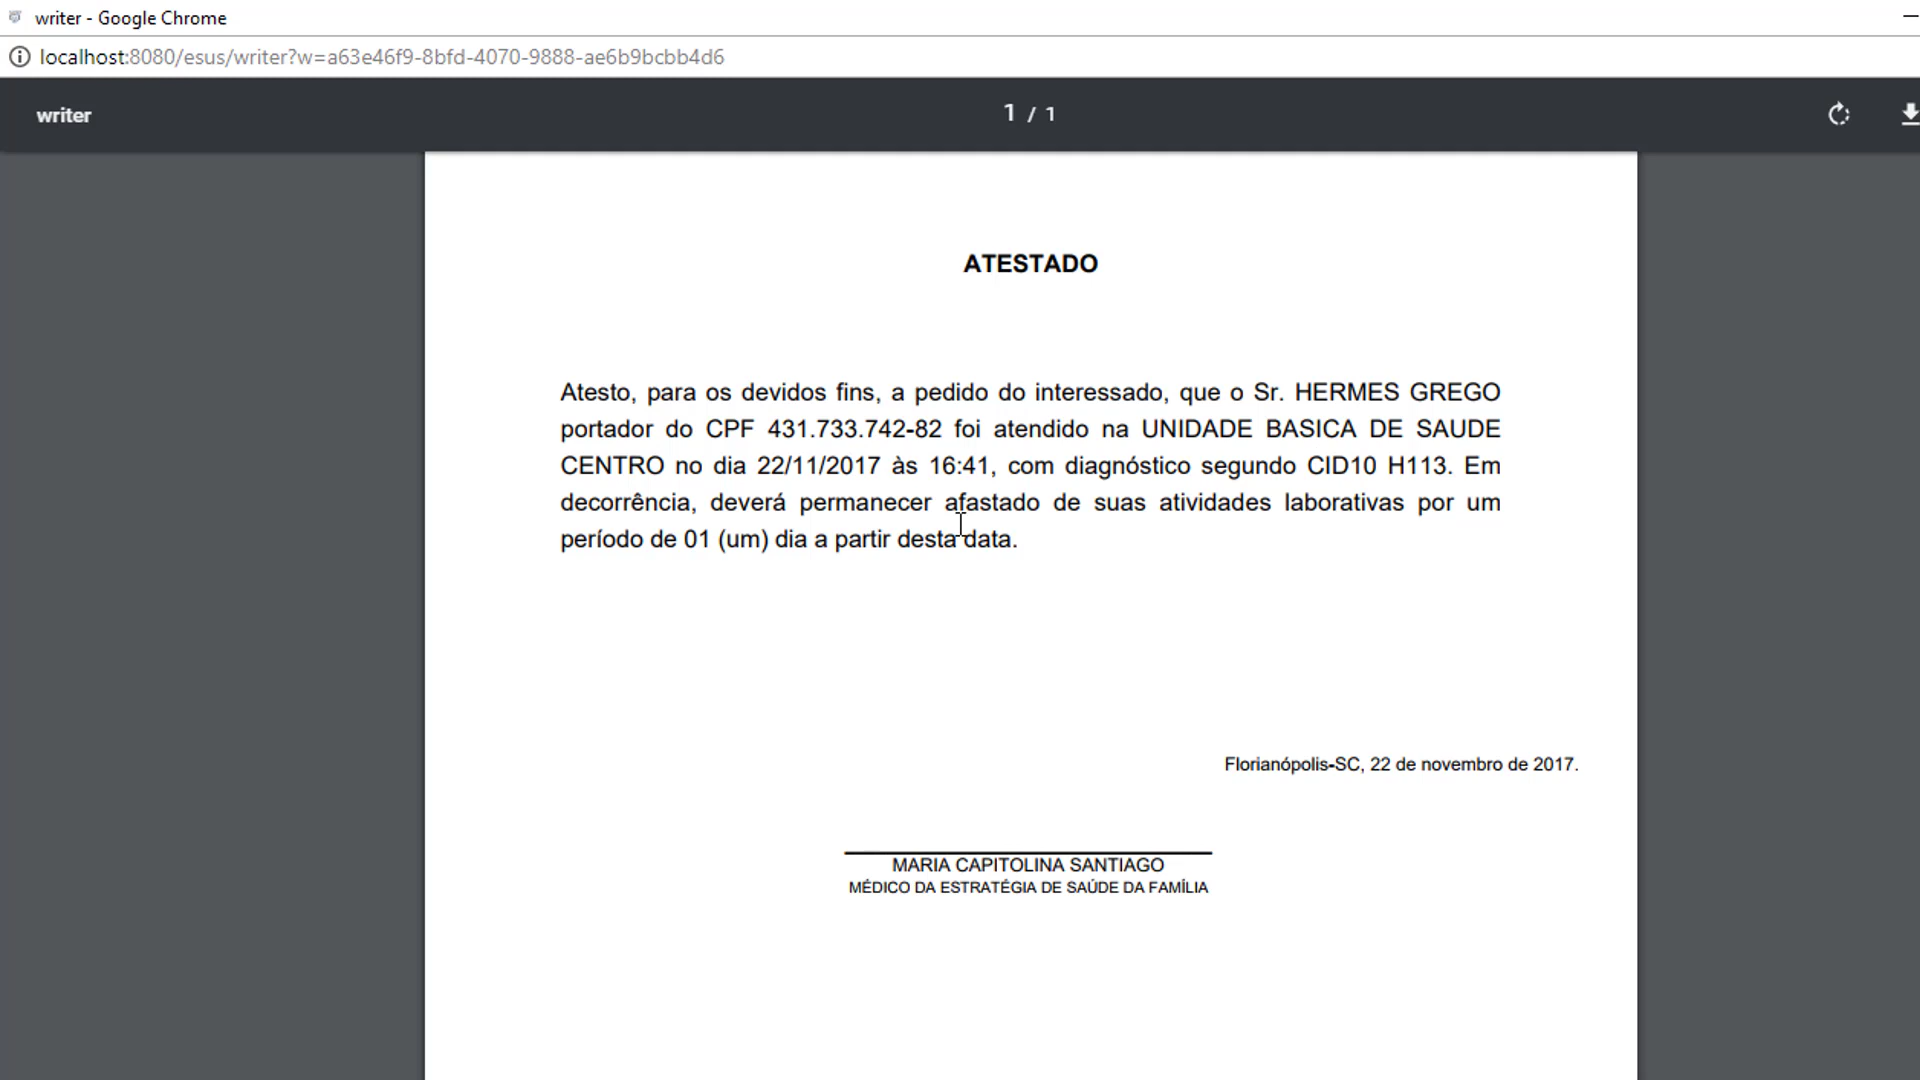 writer - Google Chrome
localhost:8080/esus/writer?w=a63e46f9-8bfd-4070-9888-ae6b9bcbb4d6
writer
1 / 1
ATESTADO
Atesto, para os devidos fins, a pedido do interessado, que o Sr. HERMES GREGO
portador do CPF 431.733.742-82 foi atendido na UNIDADE BASICA DE SAUDE
CENTRO no dia 22/11/2017 às 16:41, com diagnóstico segundo CID10 H113. Em
decorrência, deverá permanecer afastado de suas atividades laborativas por um
período de 01 (um) dia a partir desta data.
Florianópolis-SC, 22 de novembro de 2017.
MARIA CAPITOLINA SANTIAGO
MÉDICO DA ESTRATÉGIA DE SAÚDE DA FAMÍLIA